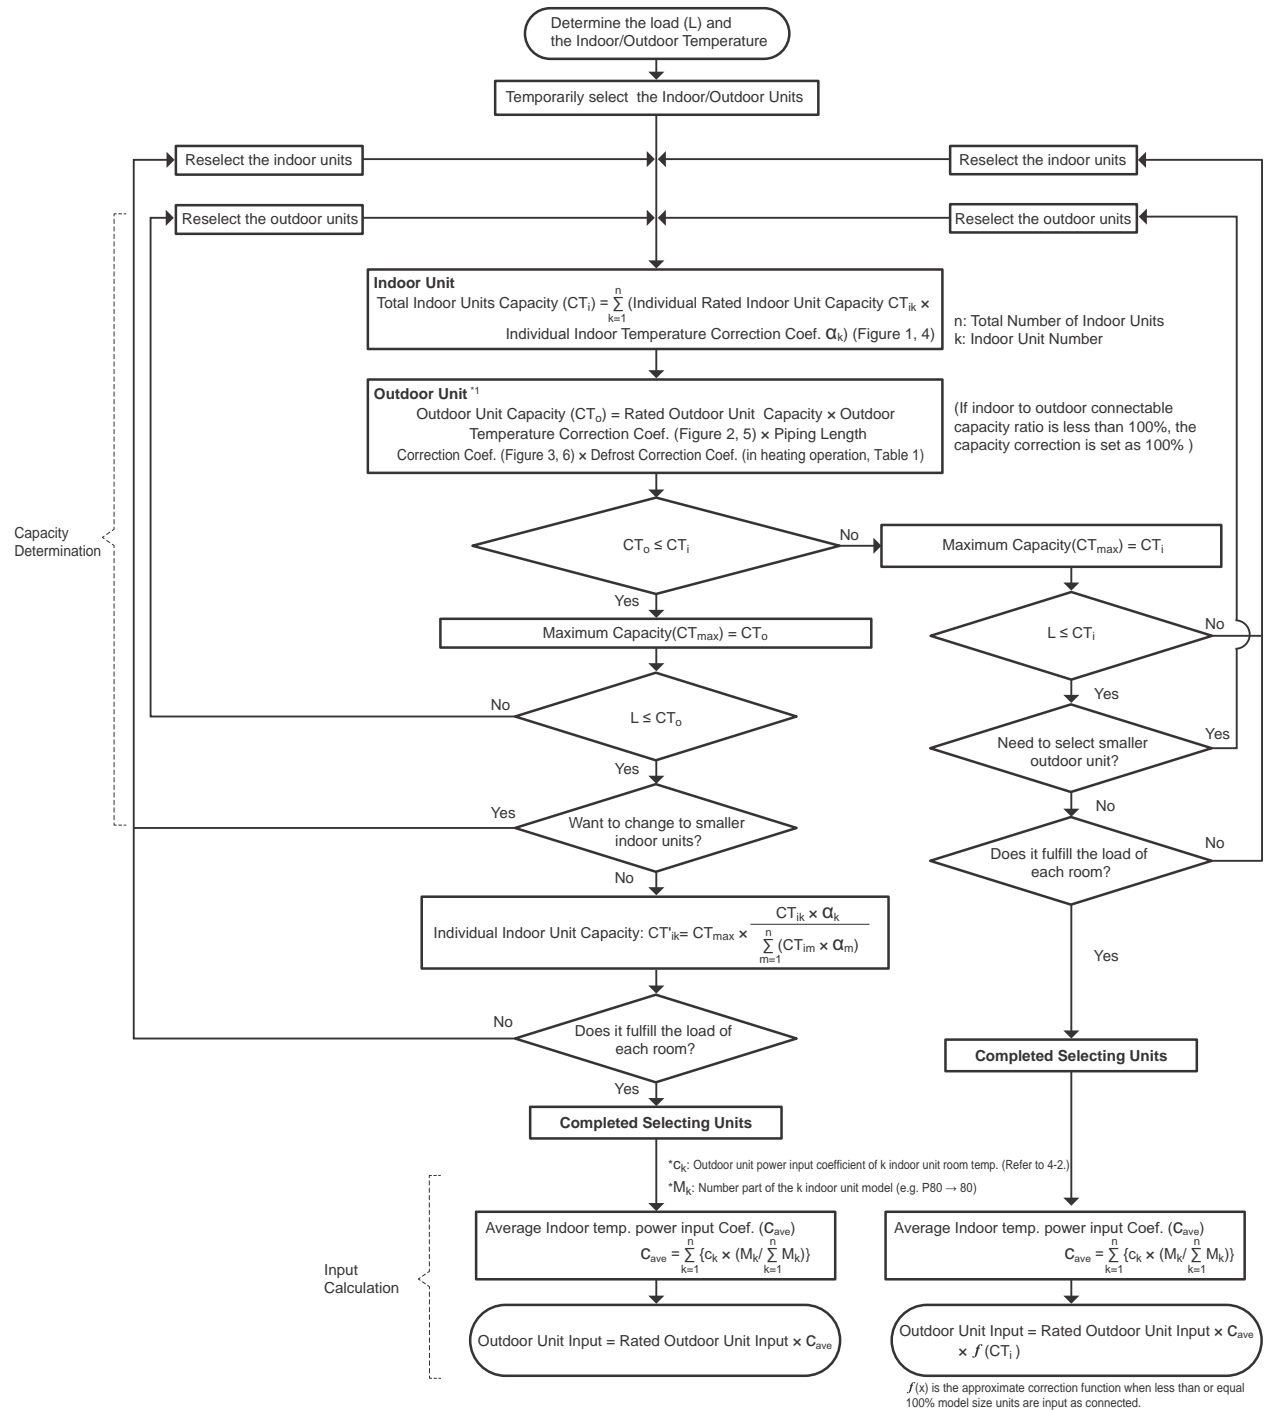 Determine the load (L) and
the Indoor/Outdoor Temperature
Temporarily select the Indoor/Outdoor Units
Reselect the indoor units
Reselect the indoor units
Reselect the outdoor units
Reselect the outdoor units
Indoor Unit
Total Indoor Units Capacity (CTi) = n∑k=1 (Individual Rated Indoor Unit Capacity CTik ×
Individual Indoor Temperature Correction Coef. αk) (Figure 1, 4)
n: Total Number of Indoor Units
k: Indoor Unit Number
Outdoor Unit *1
Outdoor Unit Capacity (CTo) = Rated Outdoor Unit Capacity × Outdoor
Temperature Correction Coef. (Figure 2, 5) × Piping Length
Correction Coef. (Figure 3, 6) × Defrost Correction Coef. (in heating operation, Table 1)
(If indoor to outdoor connectable
capacity ratio is less than 100%, the
capacity correction is set as 100% )
Capacity
Determination
CTo ≤ CTi
No
Maximum Capacity(CTmax) = CTi
Yes
Maximum Capacity(CTmax) = CTo
L ≤ CTi
No
Yes
No
L ≤ CTo
Need to select smaller
outdoor unit?
Yes
Yes
No
Yes
Want to change to smaller
indoor units?
No
Does it fulfill the load of
each room?
No
Individual Indoor Unit Capacity: CT'ik= CTmax × CTik × αk / n∑m=1 (CTim × αm)
Yes
No
Does it fulfill the load of
each room?
Yes
Completed Selecting Units
Completed Selecting Units
*ck: Outdoor unit power input coefficient of k indoor unit room temp. (Refer to 4-2.)
*Mk: Number part of the k indoor unit model (e.g. P80 → 80)
Input
Calculation
Average Indoor temp. power input Coef. (Cave)
Cave = n∑k=1 {ck × (Mk/ n∑k=1 Mk)}
Average Indoor temp. power input Coef. (Cave)
Cave = n∑k=1 {ck × (Mk/ n∑k=1 Mk)}
Outdoor Unit Input = Rated Outdoor Unit Input × Cave
Outdoor Unit Input = Rated Outdoor Unit Input × Cave
× f (CTi )
f(x) is the approximate correction function when less than or equal
100% model size units are input as connected.